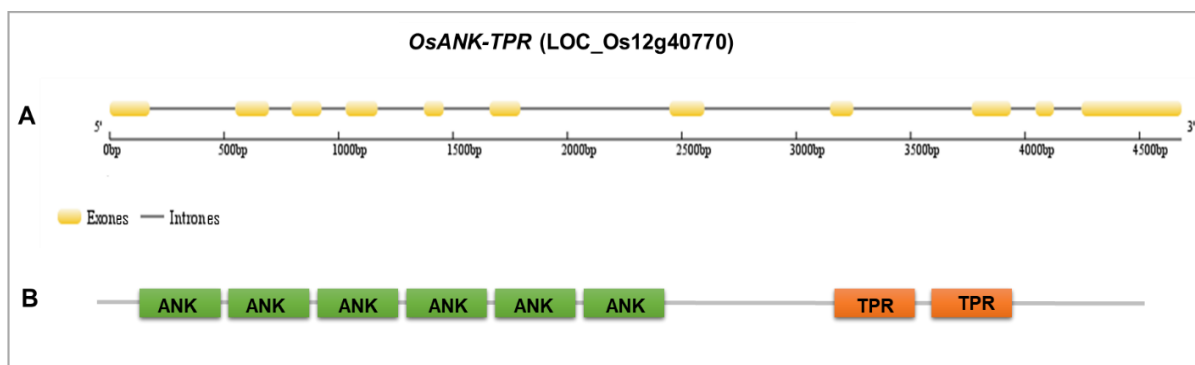 OsANK-TPR (LOC_Os12g40770)
A
5' 3'
0bp 500bp 1000bp 1500bp 2000bp 2500bp 3000bp 3500bp 4000bp 4500bp
Exones Intrones
B ANK ANK ANK ANK ANK ANK TPR TPR